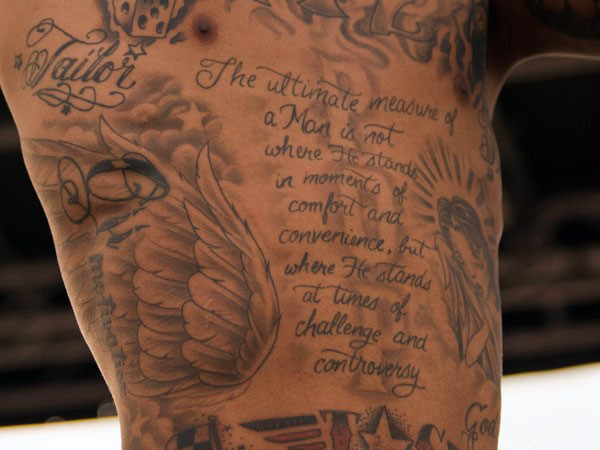 Tailor
The ultimate measure of
a Man is not
where He stands
in moments of
comfort and
convenience, but
where He stands
at times of
challenge and
controversy
God